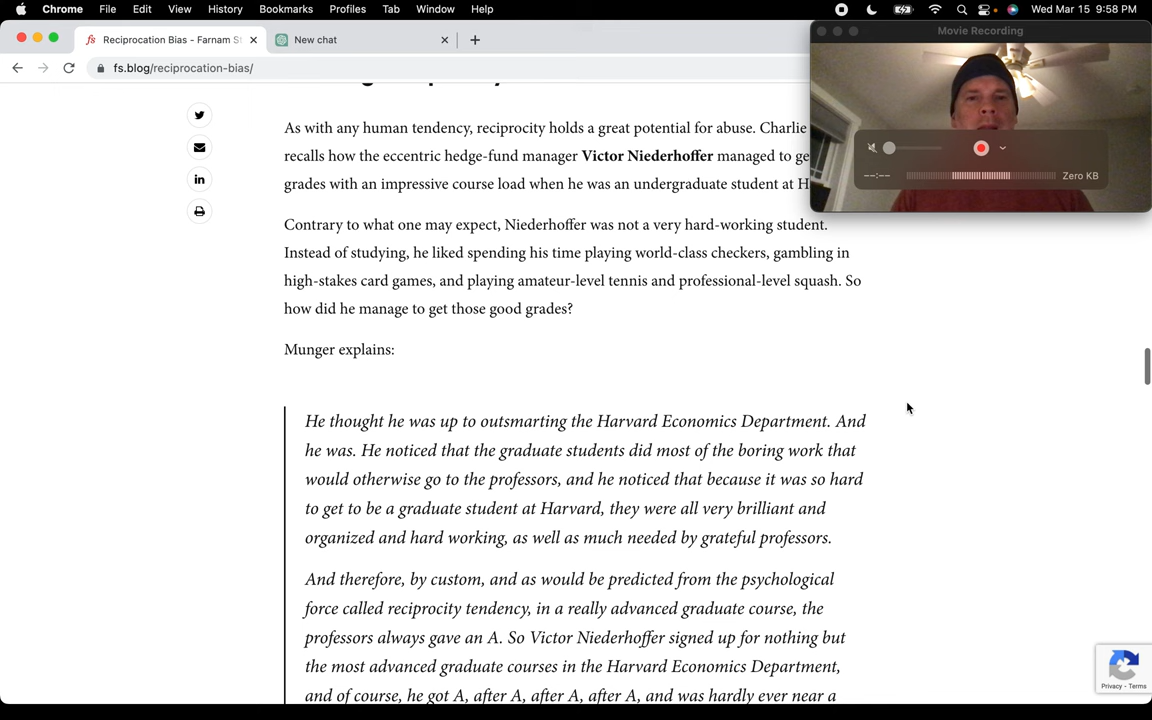 Chrome File Edit View History Bookmarks Profiles Tab Window Help Wed Mar 15 9:58 PM
Reciprocation Bias - Farnam S New chat
Movie Recording
fs.blog/reciprocation-bias/
As with any human tendency, reciprocity holds a great potential for abuse. Charlie
recalls how the eccentric hedge-fund manager Victor Niederhoffer managed to ge
grades with an impressive course load when he was an undergraduate student at H
--:-- Zero KB
Contrary to what one may expect, Niederhoffer was not a very hard-working student.
Instead of studying, he liked spending his time playing world-class checkers, gambling in
high-stakes card games, and playing amateur-level tennis and professional-level squash. So
how did he manage to get those good grades?
Munger explains:
He thought he was up to outsmarting the Harvard Economics Department. And
he was. He noticed that the graduate students did most of the boring work that
would otherwise go to the professors, and he noticed that because it was so hard
to get to be a graduate student at Harvard, they were all very brilliant and
organized and hard working, as well as much needed by grateful professors.
And therefore, by custom, and as would be predicted from the psychological
force called reciprocity tendency, in a really advanced graduate course, the
professors always gave an A. So Victor Niederhoffer signed up for nothing but
the most advanced graduate courses in the Harvard Economics Department,
and of course, he got A, after A, after A, after A, and was hardly ever near a
Privacy - Terms